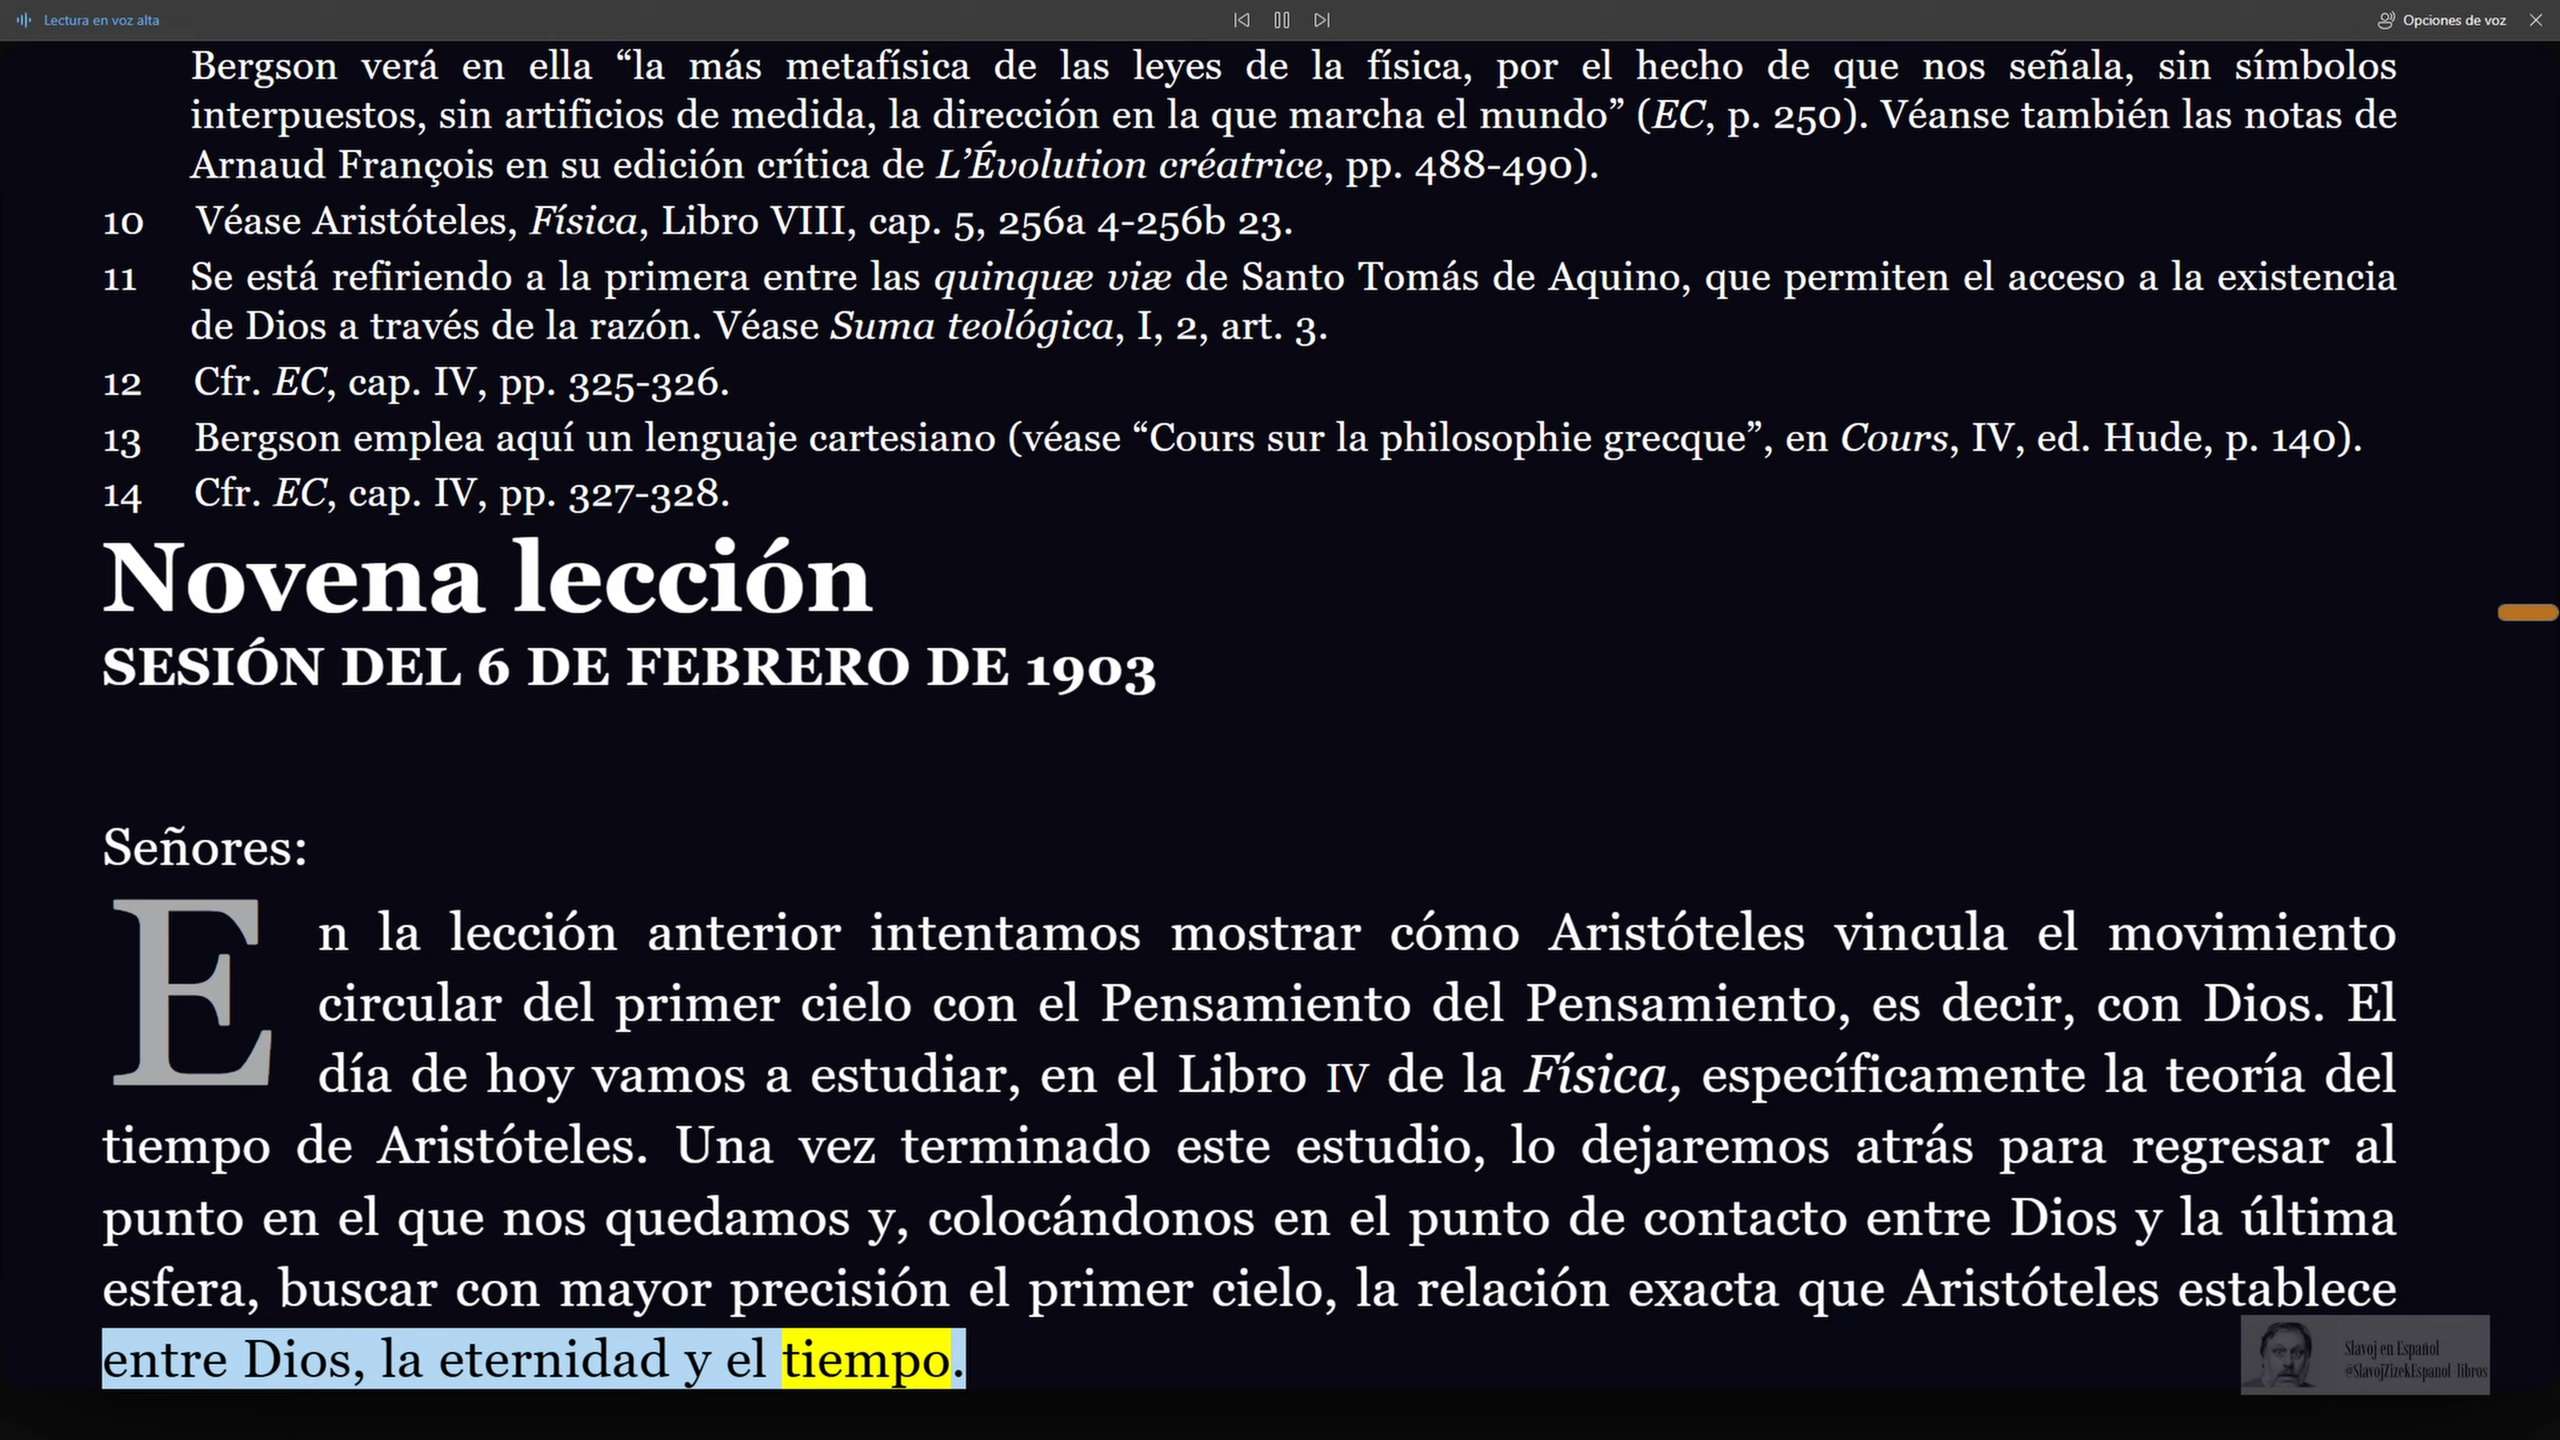 Lectura en voz alta
Opciones de voz
Bergson verá en ella “la más metafísica de las leyes de la física, por el hecho de que nos señala, sin símbolos
interpuestos, sin artificios de medida, la dirección en la que marcha el mundo” (EC, p. 250). Véanse también las notas de
Arnaud François en su edición crítica de L’Évolution créatrice, pp. 488-490).
10 Véase Aristóteles, Física, Libro VIII, cap. 5, 256a 4-256b 23.
11 Se está refiriendo a la primera entre las quinquæ viæ de Santo Tomás de Aquino, que permiten el acceso a la existencia
de Dios a través de la razón. Véase Suma teológica, I, 2, art. 3.
12 Cfr. EC, cap. IV, pp. 325-326.
13 Bergson emplea aquí un lenguaje cartesiano (véase “Cours sur la philosophie grecque”, en Cours, IV, ed. Hude, p. 140).
14 Cfr. EC, cap. IV, pp. 327-328.
Novena lección
SESIÓN DEL 6 DE FEBRERO DE 1903
Señores:
En la lección anterior intentamos mostrar cómo Aristóteles vincula el movimiento
circular del primer cielo con el Pensamiento del Pensamiento, es decir, con Dios. El
día de hoy vamos a estudiar, en el Libro IV de la Física, específicamente la teoría del
tiempo de Aristóteles. Una vez terminado este estudio, lo dejaremos atrás para regresar al
punto en el que nos quedamos y, colocándonos en el punto de contacto entre Dios y la última
esfera, buscar con mayor precisión el primer cielo, la relación exacta que Aristóteles establece
entre Dios, la eternidad y el tiempo.
Slavoj en Español
@SlavojZizekEspanol-libros